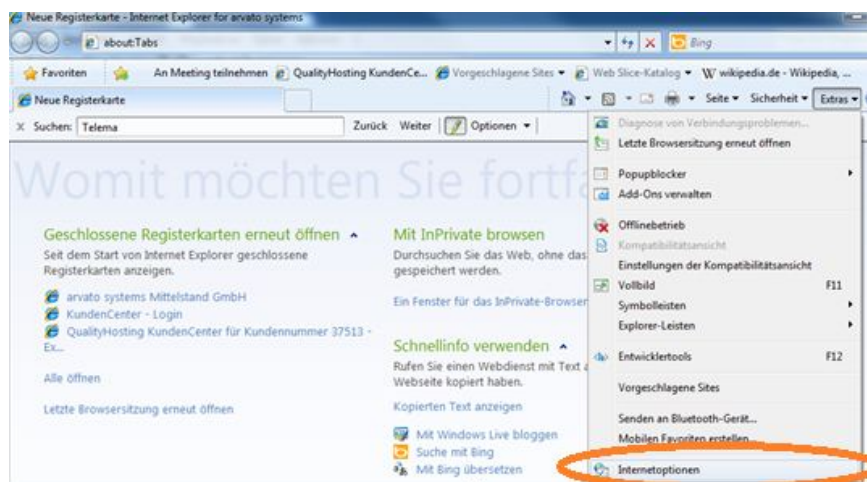 Neue Registerkarte - Internet Explorer for arvato systems
about:Tabs
Bing
Favoriten An Meeting teilnehmen QualityHosting KundenCe... Vorgeschlagene Sites Web Slice-Katalog W wikipedia.de - Wikipedia, ...
Neue Registerkarte Seite Sicherheit Extras
X Suchen: Telema Zurück Weiter Optionen
Womit möchten Sie fortfa
Geschlossene Registerkarten erneut öffnen
Seit dem Start von Internet Explorer geschlossene
Registerkarten anzeigen.
arvato systems Mittelstand GmbH
KundenCenter - Login
QualityHosting KundenCenter für Kundennummer 37513 -
Ex...
Alle öffnen
Letzte Browsersitzung erneut öffnen
Mit InPrivate browsen
Durchsuchen Sie das Web, ohne das
gespeichert werden.
Ein Fenster für das InPrivate-Browser
Schnellinfo verwenden
Rufen Sie einen Webdienst mit Text a
Webseite kopiert haben.
Kopierten Text anzeigen
Mit Windows Live bloggen
Suche mit Bing
Mit Bing übersetzen
Diagnose von Verbindungsproblemen...
Letzte Browsersitzung erneut öffnen
Popupblocker
Add-Ons verwalten
Offlinebetrieb
Kompatibilitätsansicht
Einstellungen der Kompatibilitätsansicht
Vollbild F11
Symbolleisten
Explorer-Leisten
Entwicklertools F12
Vorgeschlagene Sites
Senden an Bluetooth-Gerät...
Mobilen Favoriten erstellen...
Internetoptionen